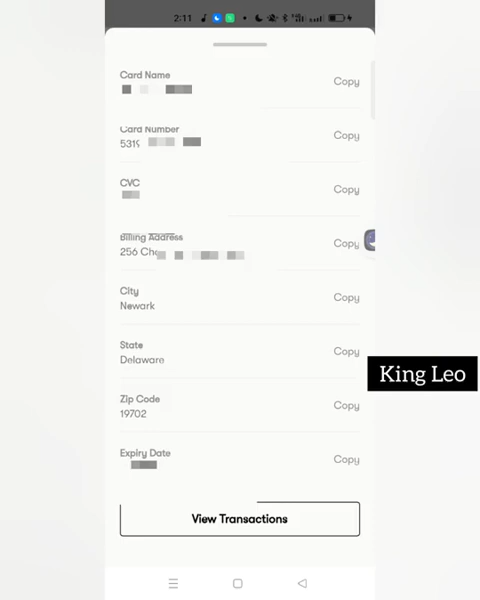 2:11
Card Name
Copy
Card Number
5319
Copy
CVC
Copy
Billing Address
256
Copy
City
Newark
Copy
State
Delaware
Copy
Zip Code
19702
Copy
Expiry Date
Copy
View Transactions
King Leo